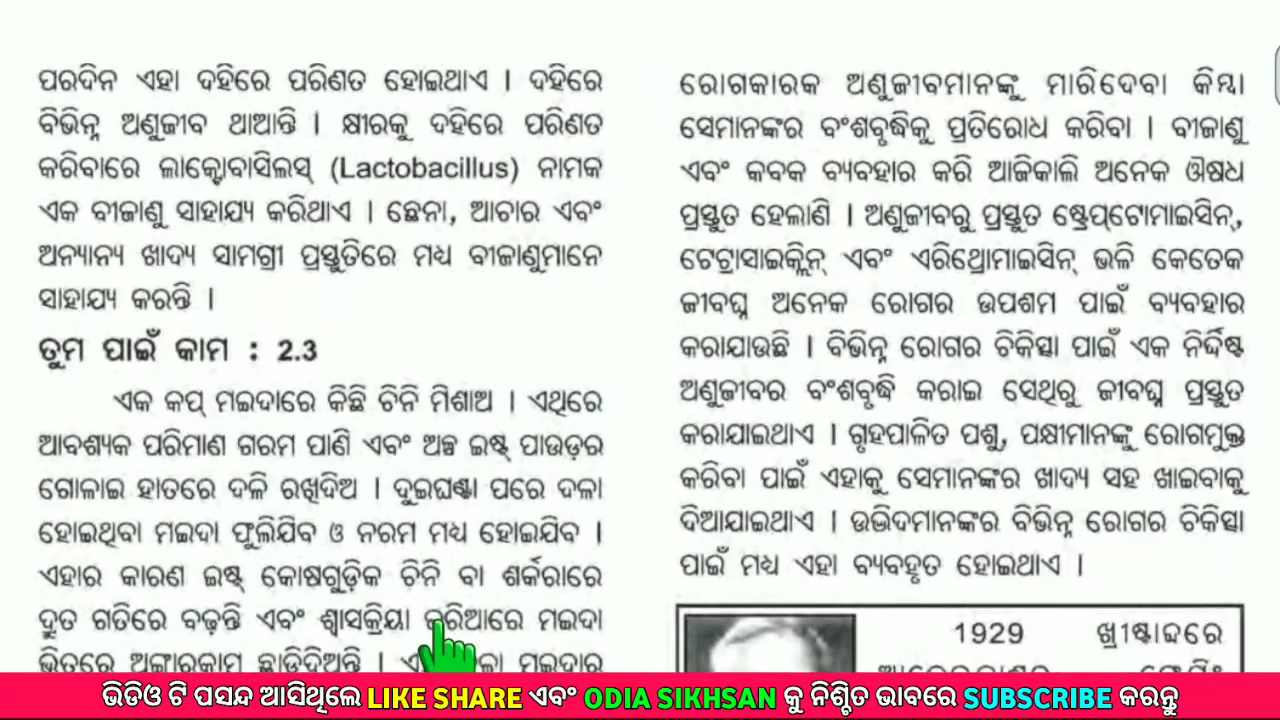 ପରଦିନ ଏହା ଦହିରେ ପରିଣତ ହୋଇଥାଏ । ଦହିରେ
ବିଭିନ୍ନ ଅଣୁଜୀବ ଥାଆନ୍ତି । କ୍ଷୀରକୁ ଦହିରେ ପରିଣତ
କରିବାରେ ଲାକ୍ଟୋବାସିଲସ୍ (Lactobacillus) ନାମକ
ଏକ ବୀଜାଣୁ ସାହାଯ୍ୟ କରିଥାଏ । ଛେନା, ଆଚାର ଏବଂ
ଅନ୍ୟାନ୍ୟ ଖାଦ୍ୟ ସାମଗ୍ରୀ ପ୍ରସ୍ତୁତିରେ ମଧ୍ୟ ବୀଜାଣୁମାନେ
ସାହାଯ୍ୟ କରନ୍ତି ।
ତୁମ ପାଇଁ କାମ : 2.3
ଏକ କପ୍ ମଇଦାରେ କିଛି ଚିନି ମିଶାଅ । ଏଥିରେ
ଆବଶ୍ୟକ ପରିମାଣ ଗରମ ପାଣି ଏବଂ ଅଳ୍ପ ଇଷ୍ଟ୍ ପାଉଡ଼ର
ଗୋଳାଇ ହାତରେ ଦଳି ରଖିଦିଅ । ଦୁଇଘଣ୍ଟା ପରେ ଦଳା
ହୋଇଥିବା ମଇଦା ଫୁଲିଯିବ ଓ ନରମ ମଧ୍ୟ ହୋଇଯିବ ।
ଏହାର କାରଣ ଇଷ୍ଟ୍ କୋଷଗୁଡ଼ିକ ଚିନି ବା ଶର୍କରାରେ
ଦ୍ରୁତ ଗତିରେ ବଢ଼ନ୍ତି ଏବଂ ଶ୍ୱାସକ୍ରିୟା ଜରିଆରେ ମଇଦା
ଭିତରେ ଅଙ୍ଗାରକାମ୍ଳ ଛାଡ଼ିଦିଅନ୍ତି । ମଇଦାର
ରୋଗକାରକ ଅଣୁଜୀବମାନଙ୍କୁ ମାରିଦେବା କିମ୍ବା
ସେମାନଙ୍କର ବଂଶବୃଦ୍ଧିକୁ ପ୍ରତିରୋଧ କରିବା । ବୀଜାଣୁ
ଏବଂ କବକ ବ୍ୟବହାର କରି ଆଜିକାଲି ଅନେକ ଔଷଧ
ପ୍ରସ୍ତୁତ ହେଲାଣି । ଅଣୁଜୀବରୁ ପ୍ରସ୍ତୁତ ଷ୍ଟ୍ରେପ୍‌ଟୋମାଇସିନ୍,
ଟେଟ୍ରାସାଇକ୍ଲିନ୍ ଏବଂ ଏରିଥ୍ରୋମାଇସିନ୍ ଭଳି କେତେକ
ଜୀବଘ୍ନ ଅନେକ ରୋଗର ଉପଶମ ପାଇଁ ବ୍ୟବହାର
କରାଯାଉଛି । ବିଭିନ୍ନ ରୋଗର ଚିକିତ୍ସା ପାଇଁ ଏକ ନିର୍ଦ୍ଦିଷ୍ଟ
ଅଣୁଜୀବର ବଂଶବୃଦ୍ଧି କରାଇ ସେଥିରୁ ଜୀବଘ୍ନ ପ୍ରସ୍ତୁତ
କରାଯାଇଥାଏ । ଗୃହପାଳିତ ପଶୁ, ପକ୍ଷୀମାନଙ୍କୁ ରୋଗମୁକ୍ତ
କରିବା ପାଇଁ ଏହାକୁ ସେମାନଙ୍କର ଖାଦ୍ୟ ସହ ଖାଇବାକୁ
ଦିଆଯାଇଥାଏ । ଉଦ୍ଭିଦମାନଙ୍କର ବିଭିନ୍ନ ରୋଗର ଚିକିତ୍ସା
ପାଇଁ ମଧ୍ୟ ଏହା ବ୍ୟବହୃତ ହୋଇଥାଏ ।
1929 ଖ୍ରୀଷ୍ଟାବ୍ଦରେ
ଭିଡିଓ ଟି ପସନ୍ଦ ଆସିଥିଲେ LIKE SHARE ଏବଂ ODIA SIKHSAN କୁ ନିଶ୍ଚିତ ଭାବରେ SUBSCRIBE କରନ୍ତୁ